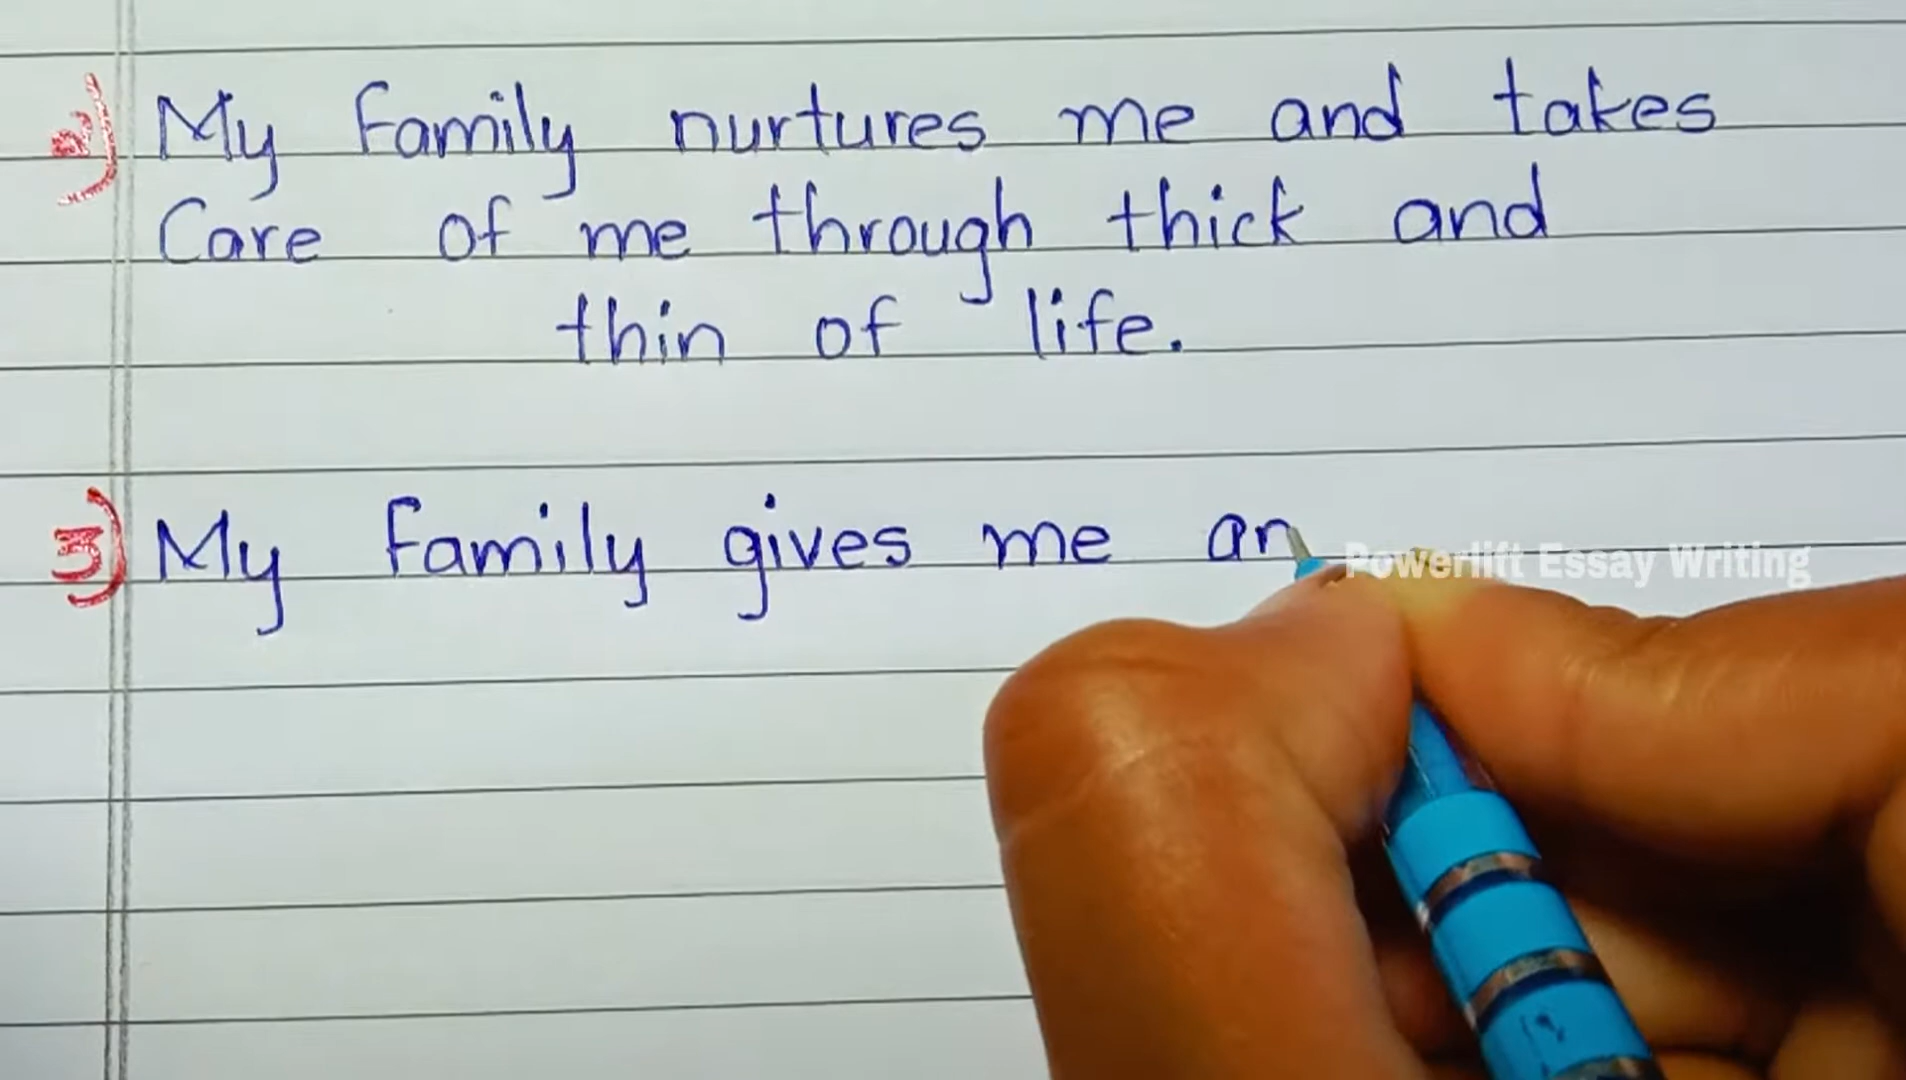 2) My family nurtures me and takes
Care of me through thick and
thin of life.
3) My family gives me an
Powerlift Essay Writing